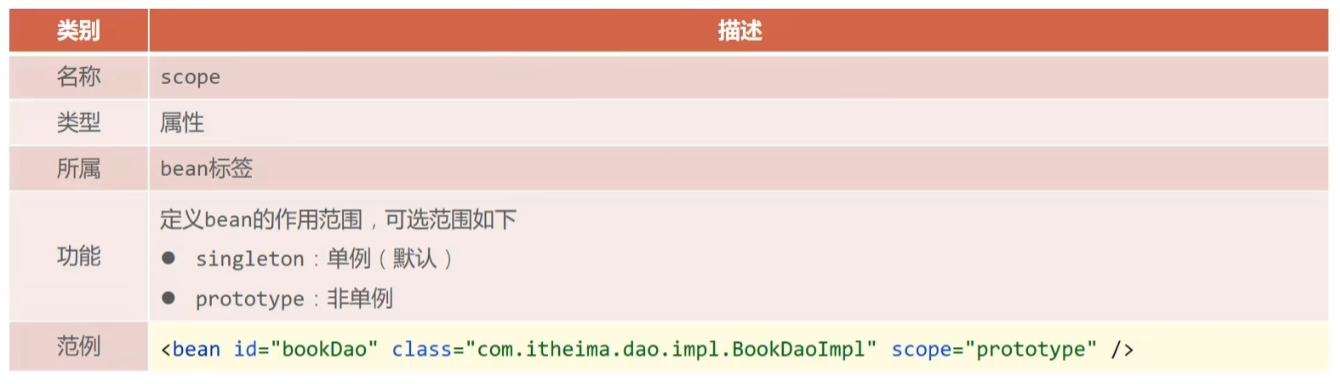 类别 描述
名称 scope
类型 属性
所属 bean标签
功能 定义bean的作用范围，可选范围如下
● singleton：单例（默认）
● prototype：非单例
范例 <bean id="bookDao" class="com.itheima.dao.impl.BookDaoImpl" scope="prototype" />